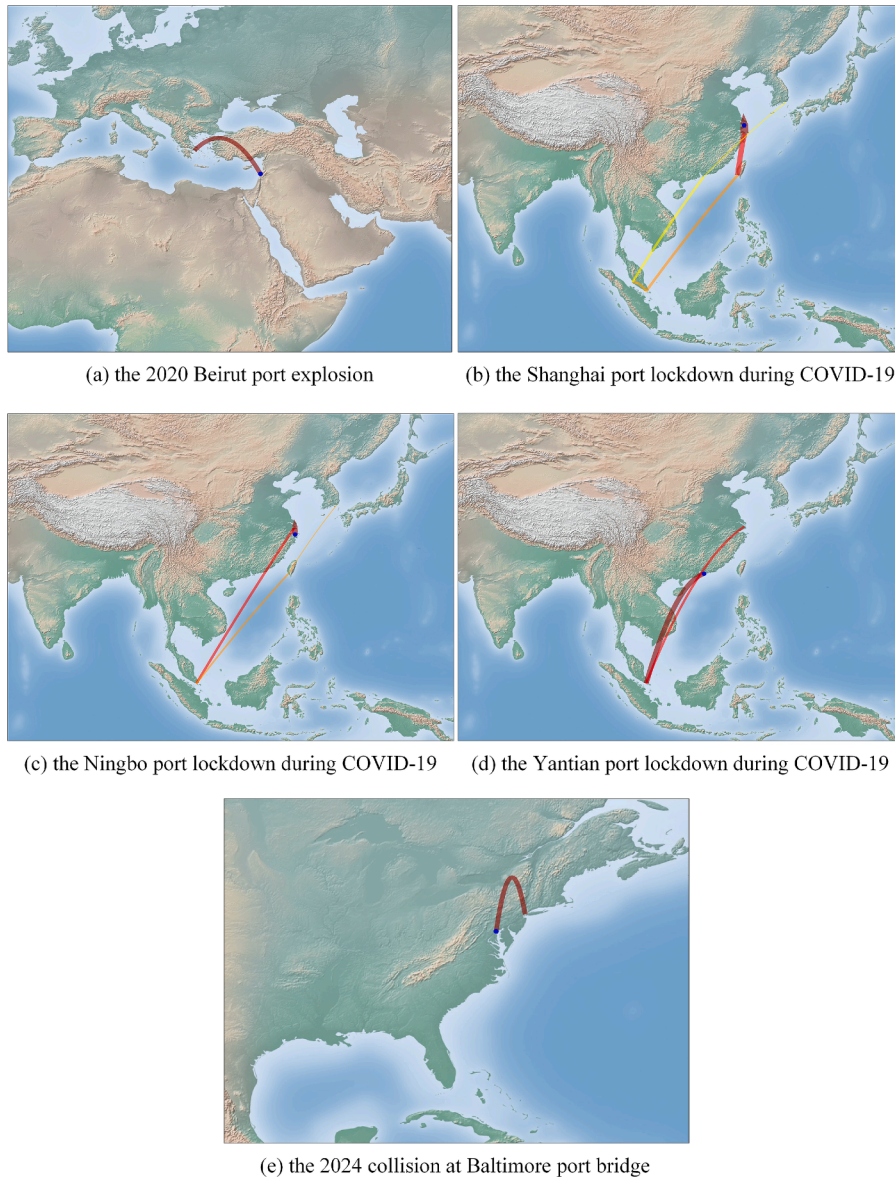 (a) the 2020 Beirut port explosion
(b) the Shanghai port lockdown during COVID-19
(c) the Ningbo port lockdown during COVID-19
(d) the Yantian port lockdown during COVID-19
(e) the 2024 collision at Baltimore port bridge